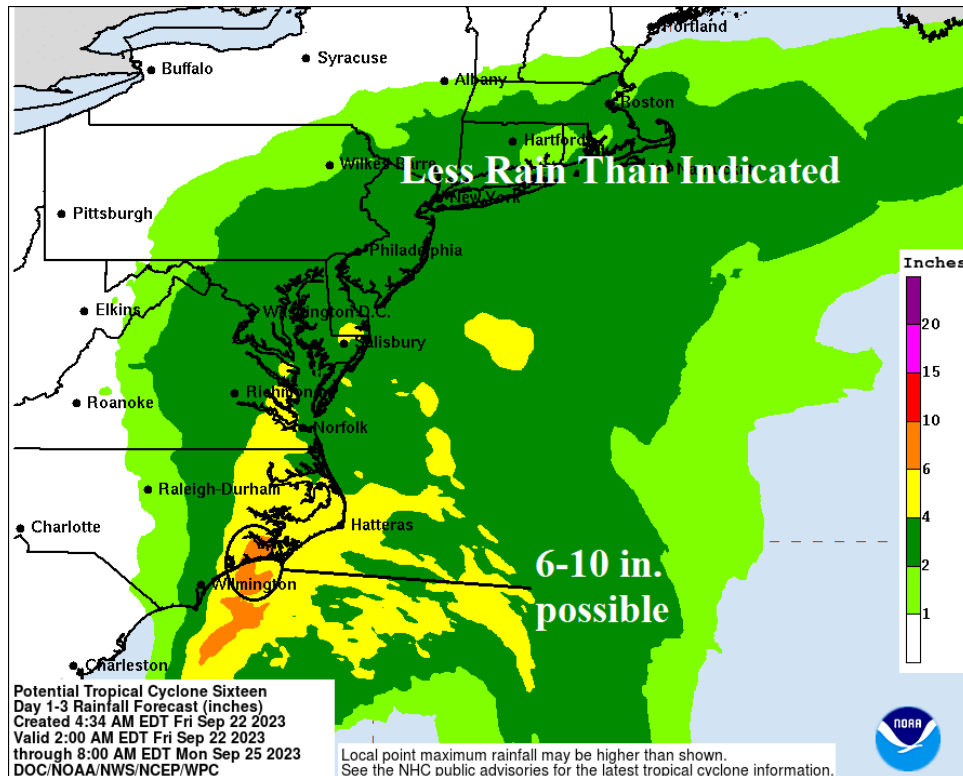 Portland
Syracuse
Buffalo
Albany
Boston
Hartford
Wilkes-Barre
Less Rain Than Indicated
New York
Pittsburgh
Philadelphia
Inches
Elkins
Washington D.C.
20
Salisbury
15
Richmond
Roanoke
10
Norfolk
6
Raleigh-Durham
4
Charlotte
Hatteras
6-10 in.
possible
2
Wilmington
1
Charleston
Potential Tropical Cyclone Sixteen
Day 1-3 Rainfall Forecast (inches)
Created 4:34 AM EDT Fri Sep 22 2023
Valid 2:00 AM EDT Fri Sep 22 2023
through 8:00 AM EDT Mon Sep 25 2023
DOC/NOAA/NWS/NCEP/WPC
Local point maximum rainfall may be higher than shown.
See the NHC public advisories for the latest tropical cyclone information.
NOAA